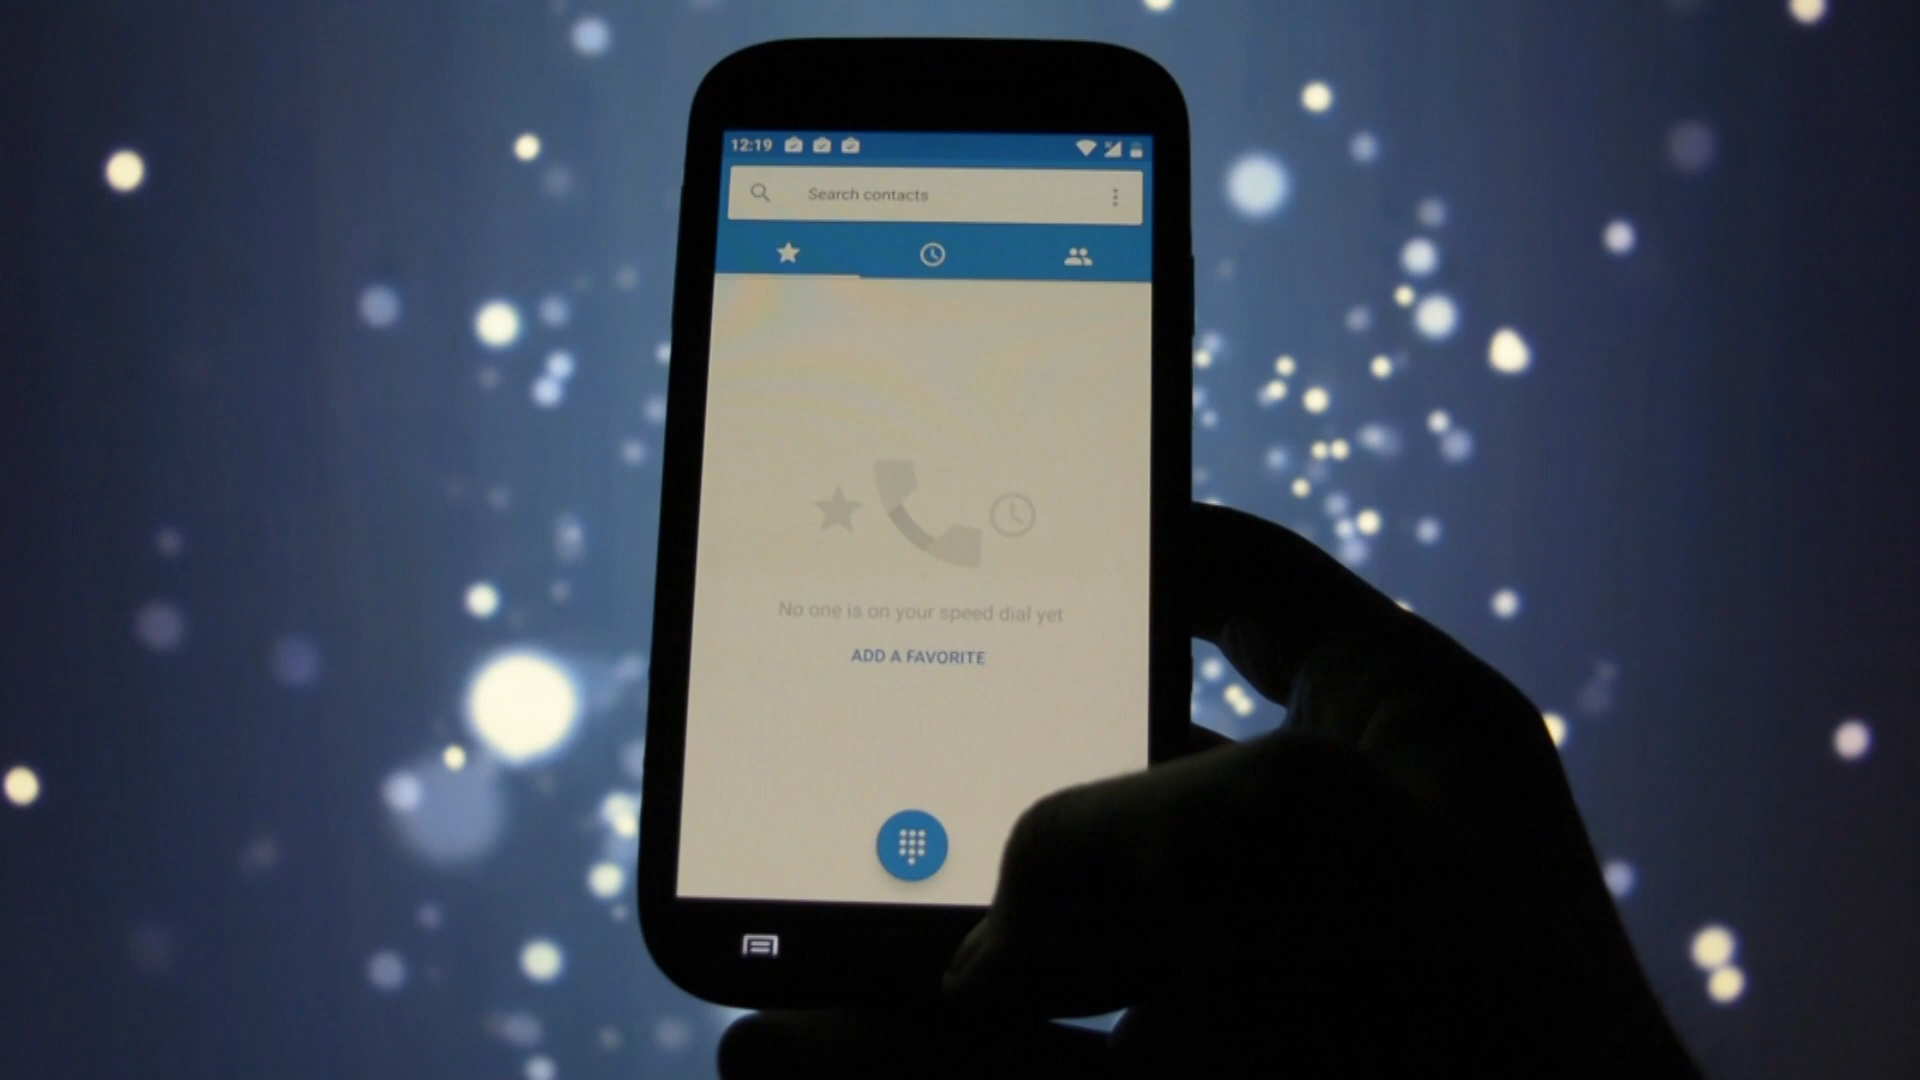 12:19
Search contacts
No one is on your speed dial yet
ADD A FAVORITE